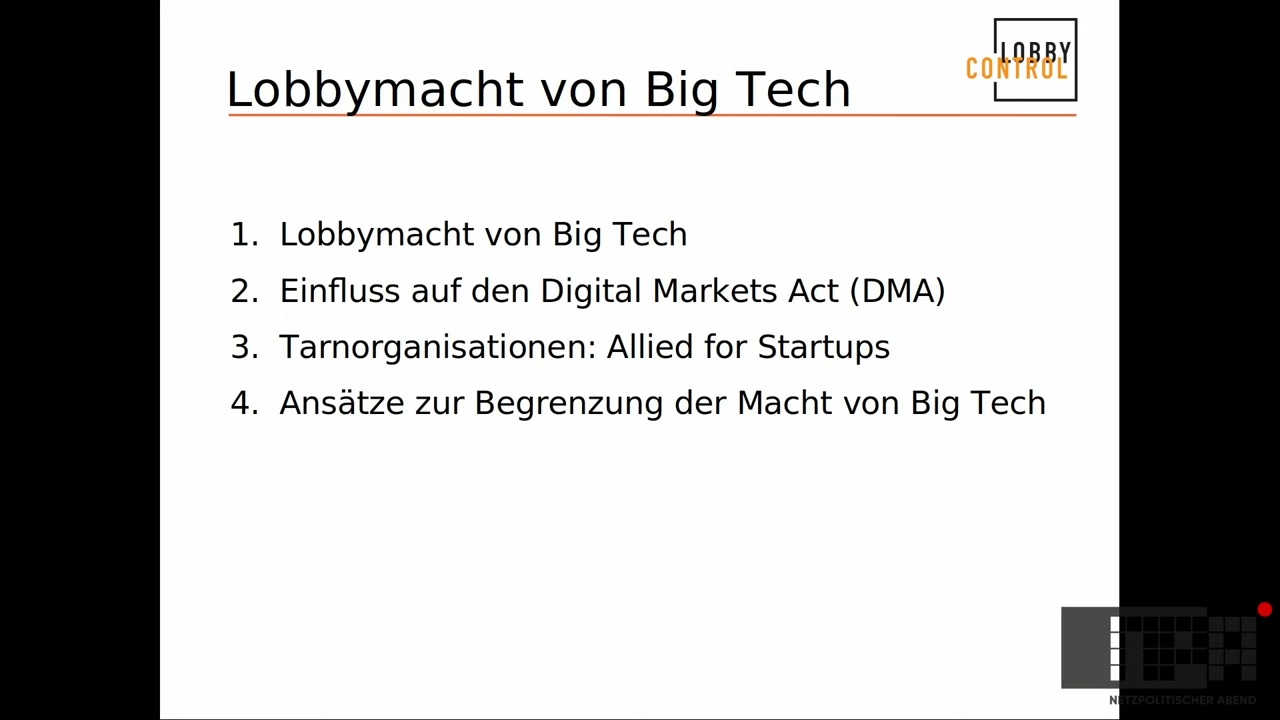 LOBBY
CONTROL
Lobbymacht von Big Tech
1. Lobbymacht von Big Tech
2. Einfluss auf den Digital Markets Act (DMA)
3. Tarnorganisationen: Allied for Startups
4. Ansätze zur Begrenzung der Macht von Big Tech
NETZPOLITISCHER ABEND